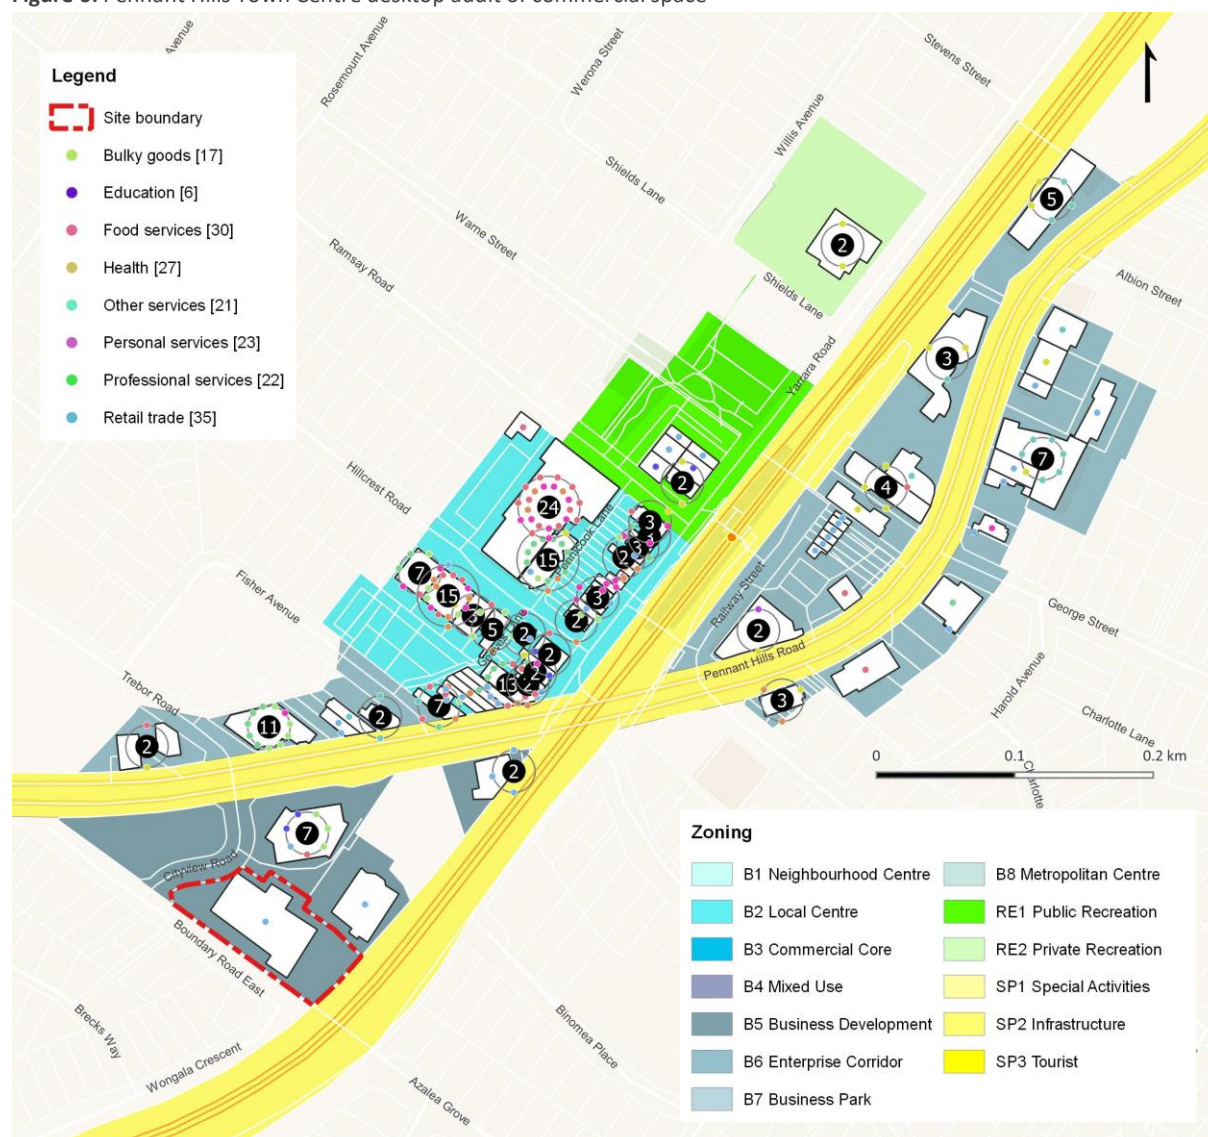 Figure 6. Pennant Hills Town Centre desktop audit of commercial space
Legend
Site boundary
Bulky goods [17]
Education [6]
Food services [30]
Health [27]
Other services [21]
Personal services [23]
Professional services [22]
Retail trade [35]
Avenue
Rosemount Avenue
Werona Street
Stevens Street
Willis Avenue
Shields Lane
Warne Street
Ramsay Road
Shields Lane
Albion Street
Yarrara Road
Hillcrest Road
Penncook Lane
Fisher Avenue
Railway Street
George Street
Pennant Hills Road
Harold Avenue
Trebor Road
Charlotte Lane
Cityview Road
Boundary Road East
Brecks Way
Wongala Crescent
Binomea Place
Azalea Grove
5
2
3
7
4
24
3
3
2
15
7
15
3
5
2
2
2
2
2
13
2
3
7
2
11
2
2
7
0
0.1
0.2 km
Zoning
B1 Neighbourhood Centre
B2 Local Centre
B3 Commercial Core
B4 Mixed Use
B5 Business Development
B6 Enterprise Corridor
B7 Business Park
B8 Metropolitan Centre
RE1 Public Recreation
RE2 Private Recreation
SP1 Special Activities
SP2 Infrastructure
SP3 Tourist